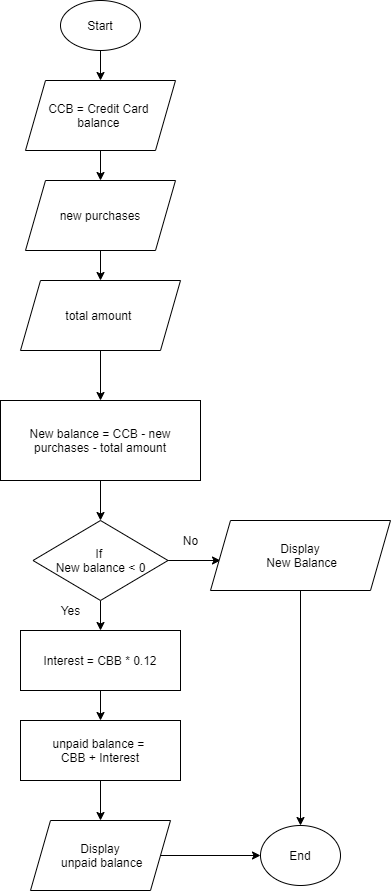 Start
CCB = Credit Card
balance
new purchases
total amount
New balance = CCB - new
purchases - total amount
If
New balance < 0
No
Display
New Balance
Yes
Interest = CBB * 0.12
unpaid balance =
CBB + Interest
Display
unpaid balance
End